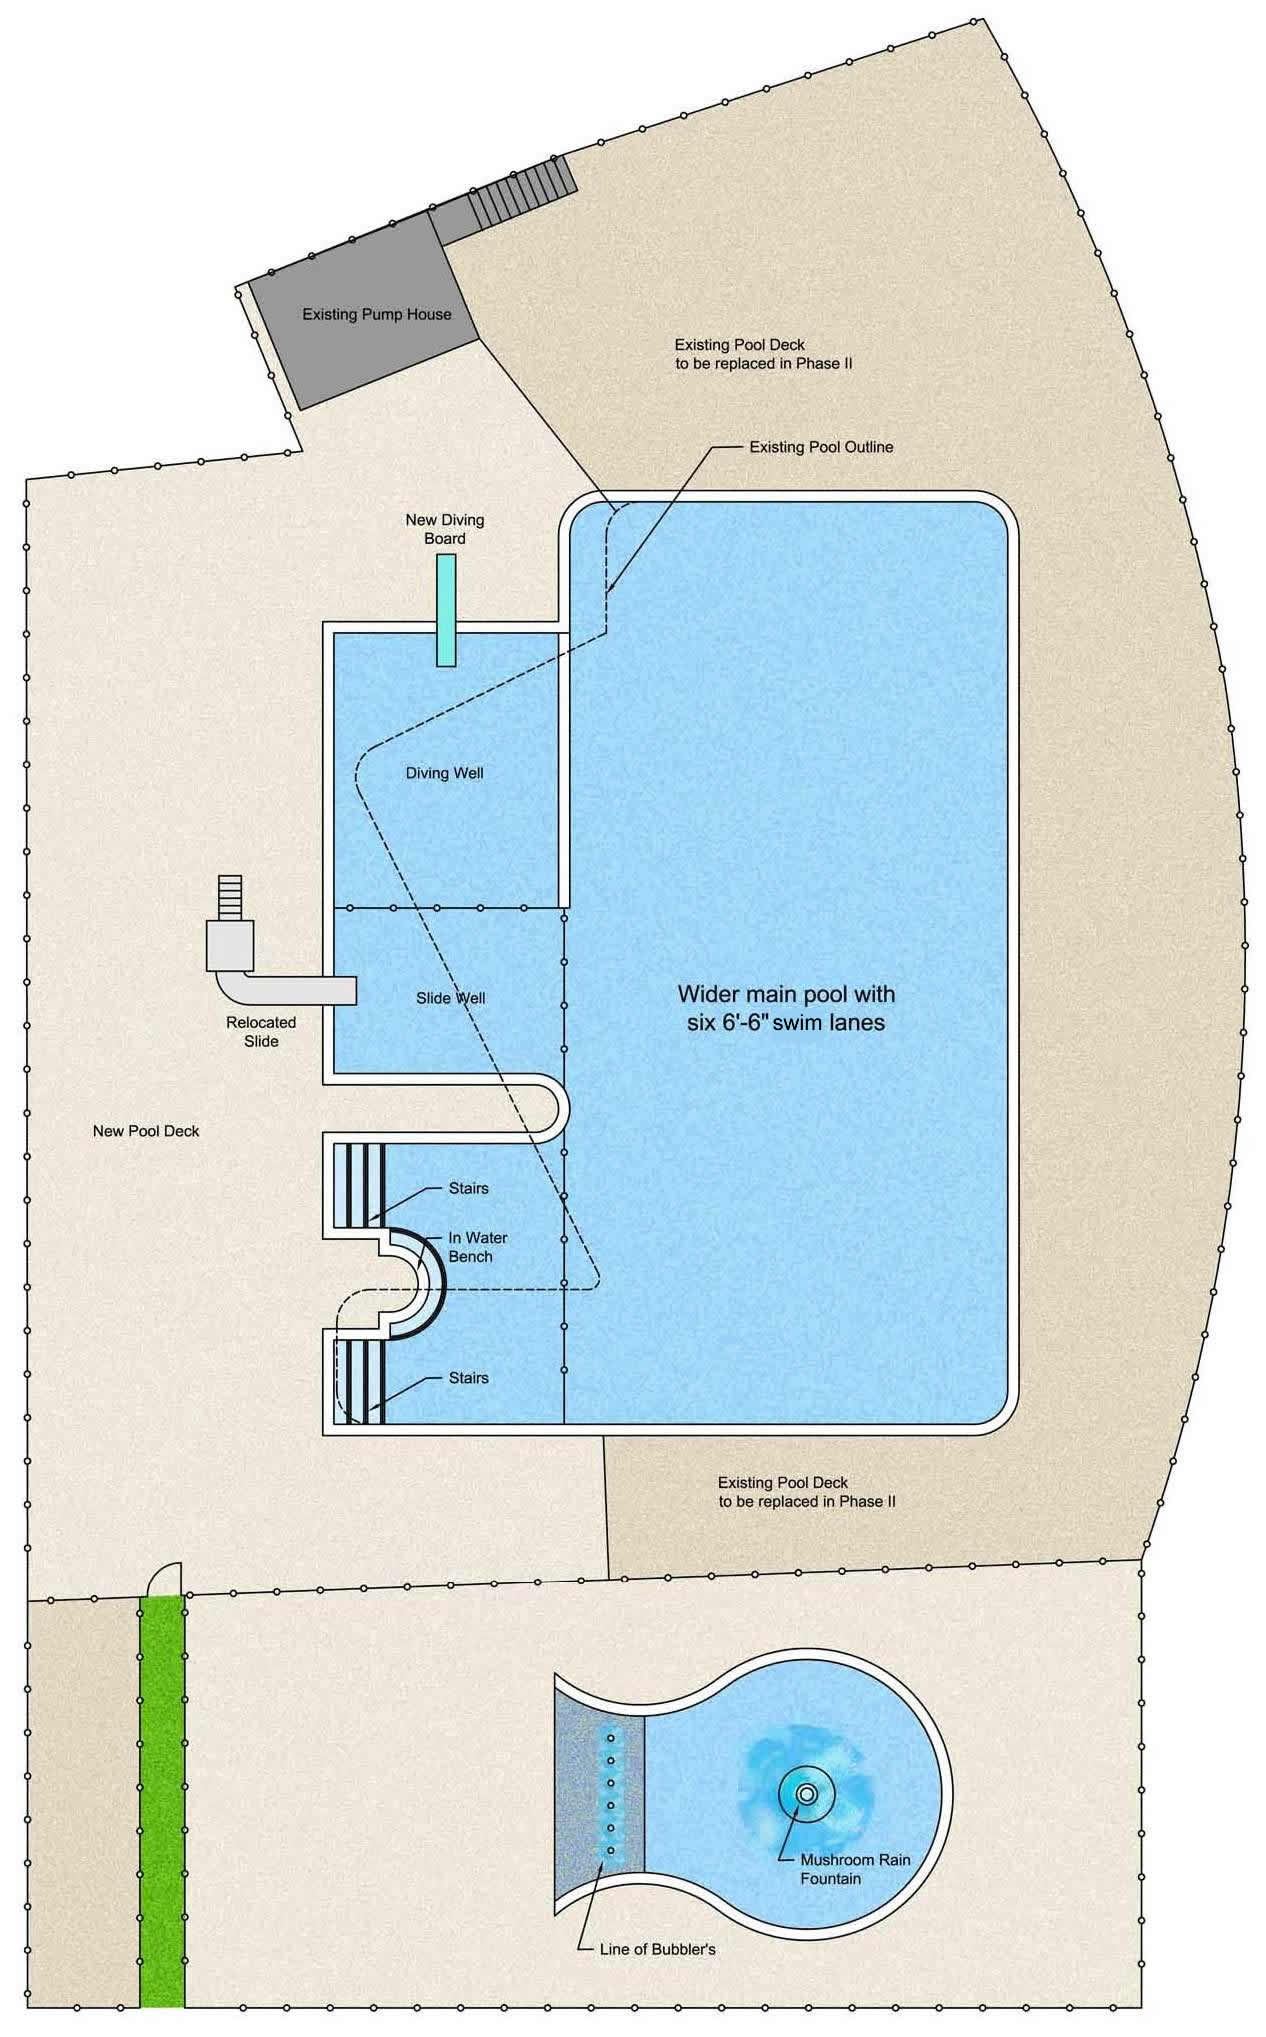 Existing Pump House
Existing Pool Deck
to be replaced in Phase II
Existing Pool Outline
New Diving
Board
Diving Well
Slide Well
Wider main pool with
six 6'-6" swim lanes
Relocated
Slide
New Pool Deck
Stairs
In Water
Bench
Stairs
Existing Pool Deck
to be replaced in Phase II
Mushroom Rain
Fountain
Line of Bubbler's